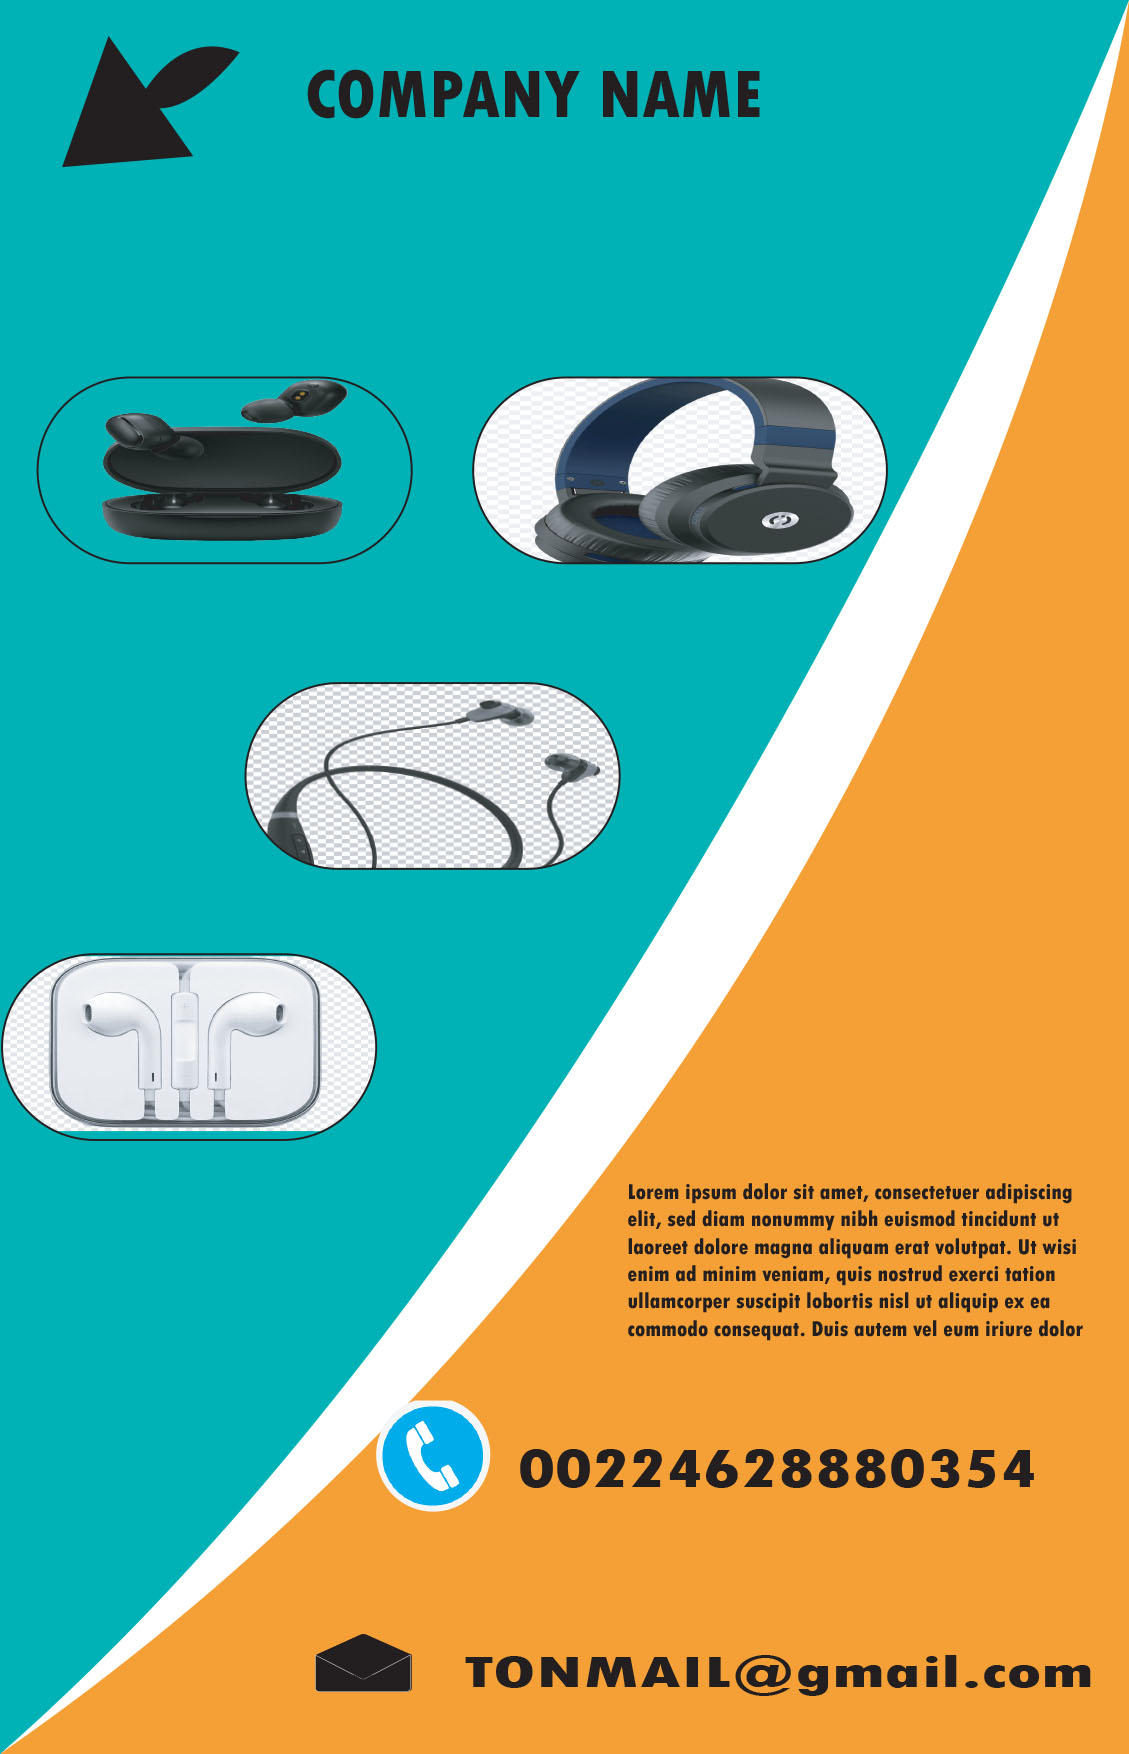 COMPANY NAME
Lorem ipsum dolor sit amet, consectetuer adipiscing
elit, sed diam nonummy nibh euismod tincidunt ut
laoreet dolore magna aliquam erat volutpat. Ut wisi
enim ad minim veniam, quis nostrud exerci tation
ullamcorper suscipit lobortis nisl ut aliquip ex ea
commodo consequat. Duis autem vel eum iriure dolor
00224628880354
TONMAIL@gmail.com